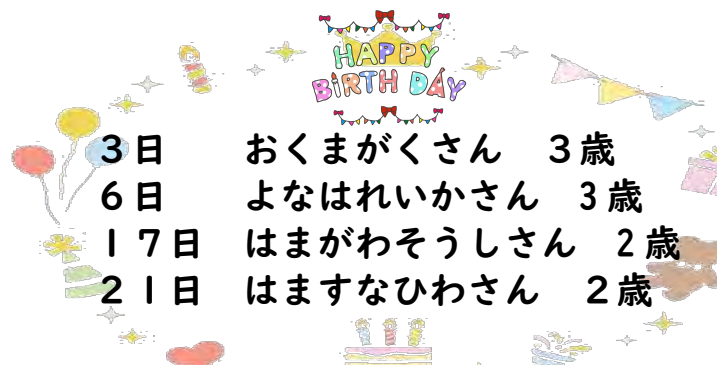 HAPPY
BiRTH DAY
３日　　おくまがくさん　３歳
６日　　よなはれいかさん　３歳
１７日　はまがわそうしさん　２歳
２１日　はますなひわさん　２歳